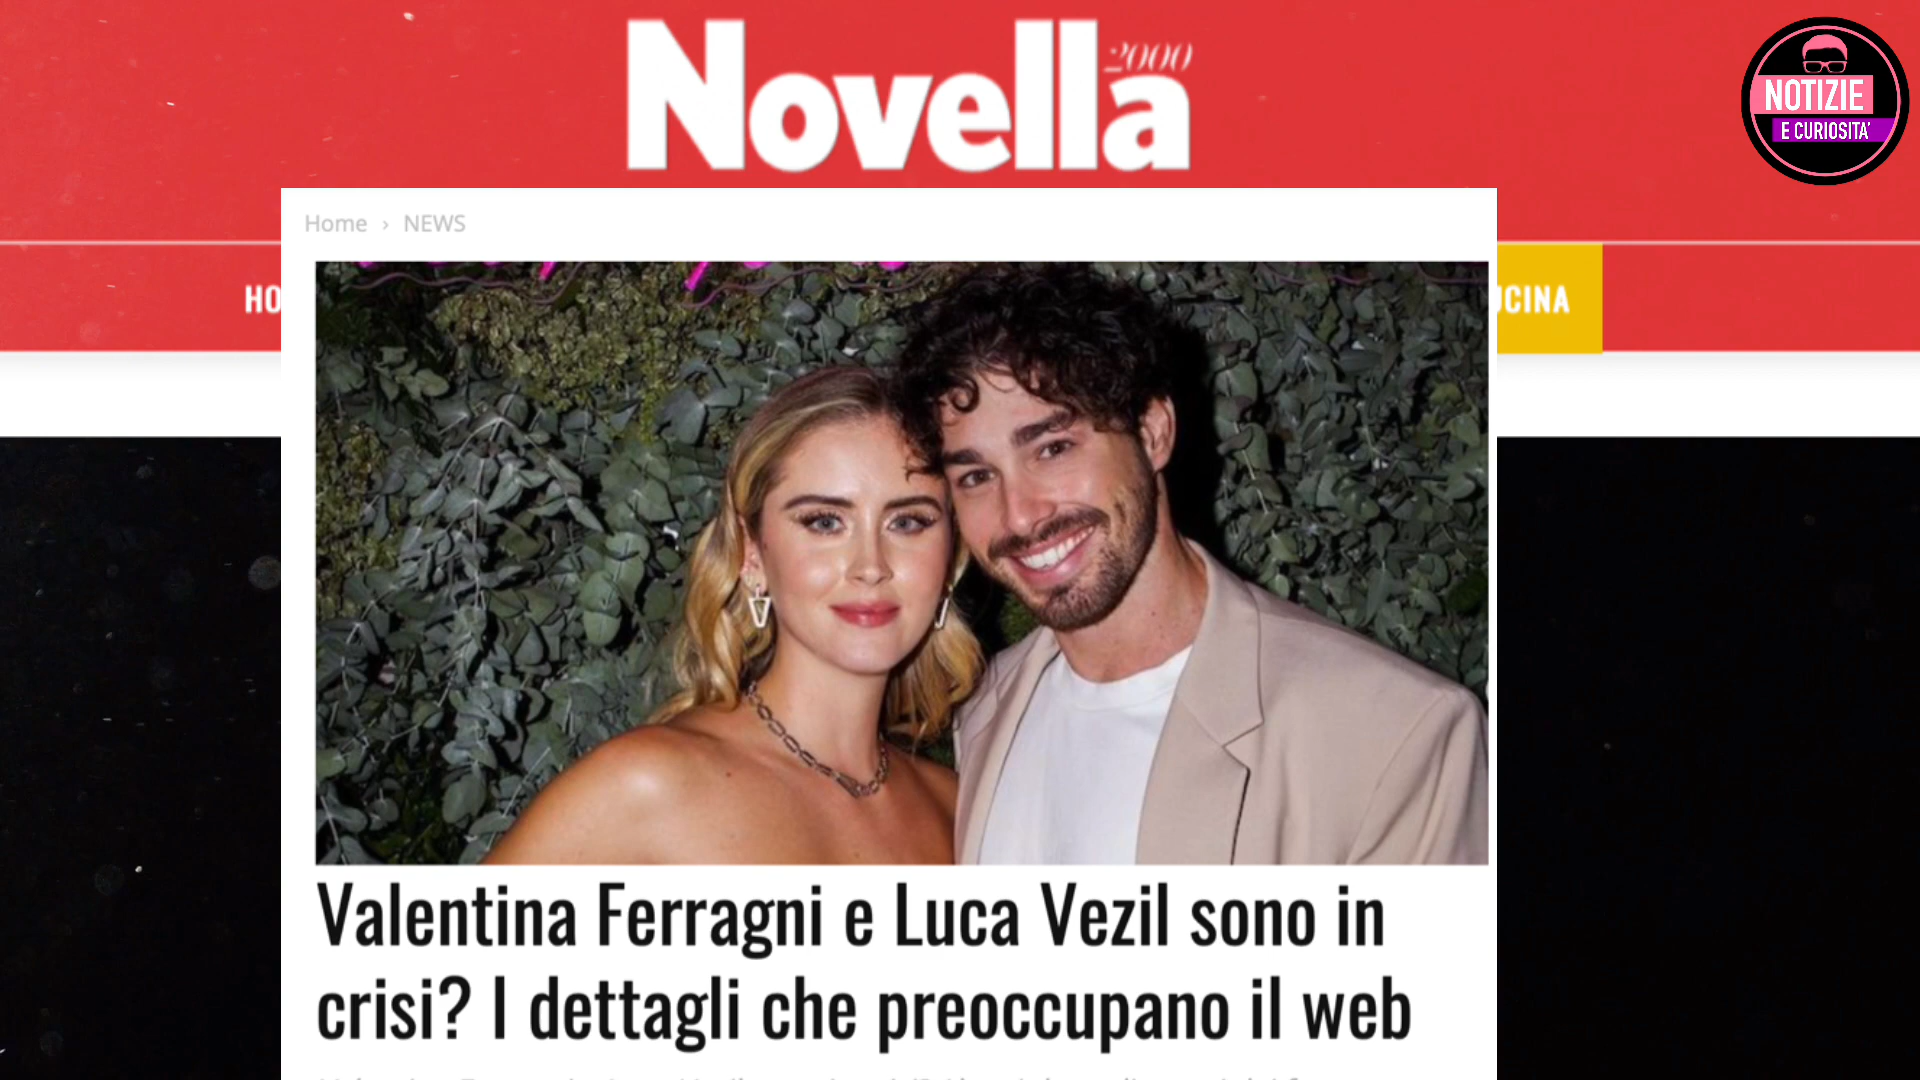 Novella 2000
NOTIZIE
E CURIOSITA'
Home › NEWS
HO
UCINA
Valentina Ferragni e Luca Vezil sono in
crisi? I dettagli che preoccupano il web